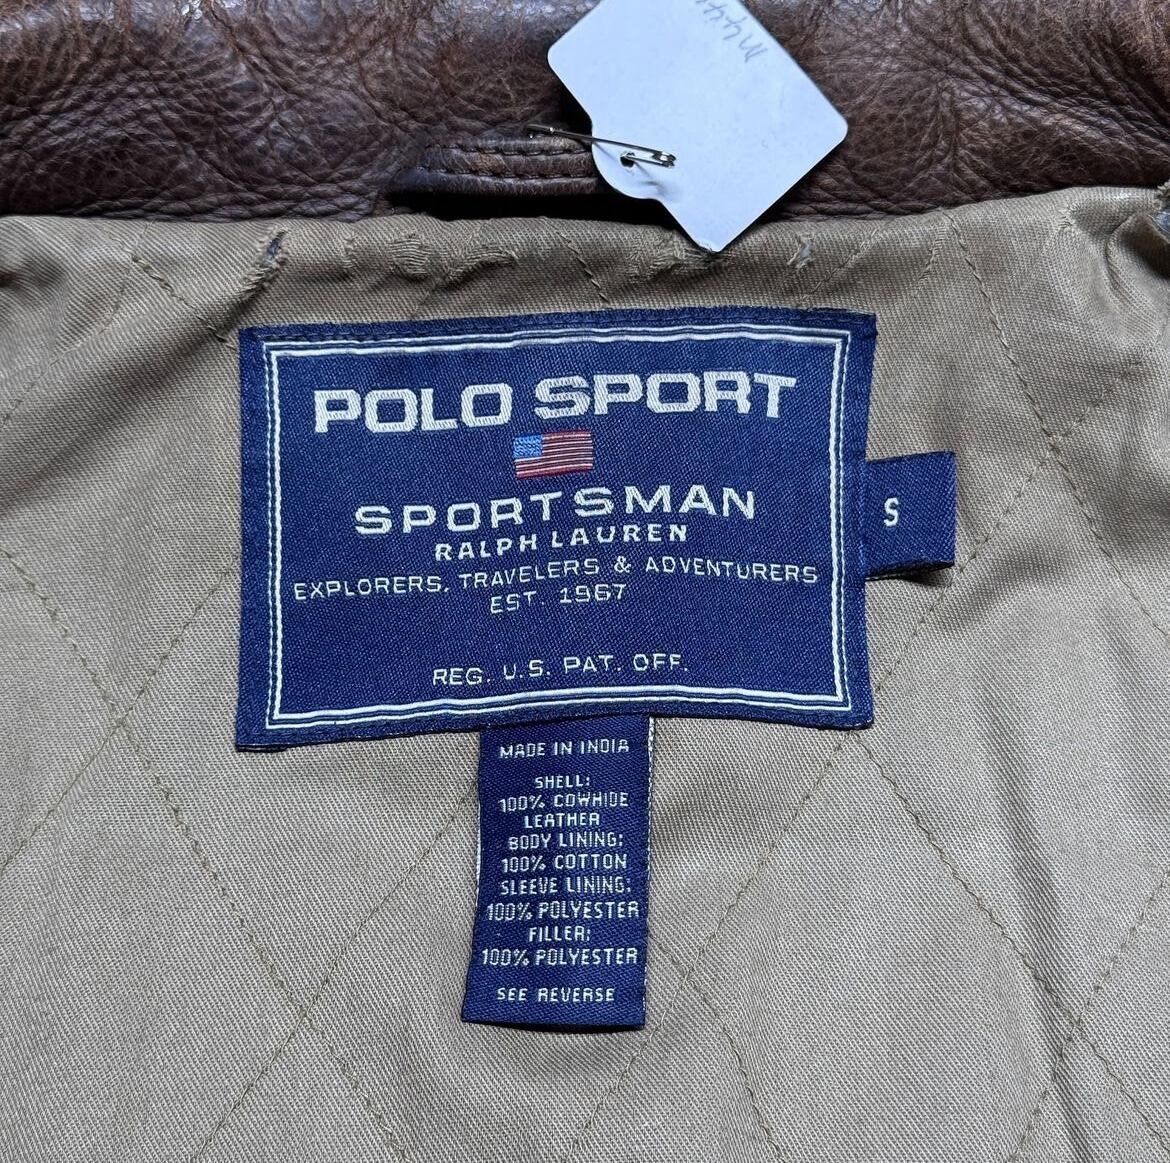 POLO SPORT
SPORTSMAN
RALPH LAUREN
EXPLORERS, TRAVELERS & ADVENTURERS
EST. 1967
REG. U.S. PAT. OFF.
S
MADE IN INDIA
SHELL:
100% COWHIDE
LEATHER
BODY LINING:
100% COTTON
SLEEVE LINING:
100% POLYESTER
FILLER:
100% POLYESTER
SEE REVERSE